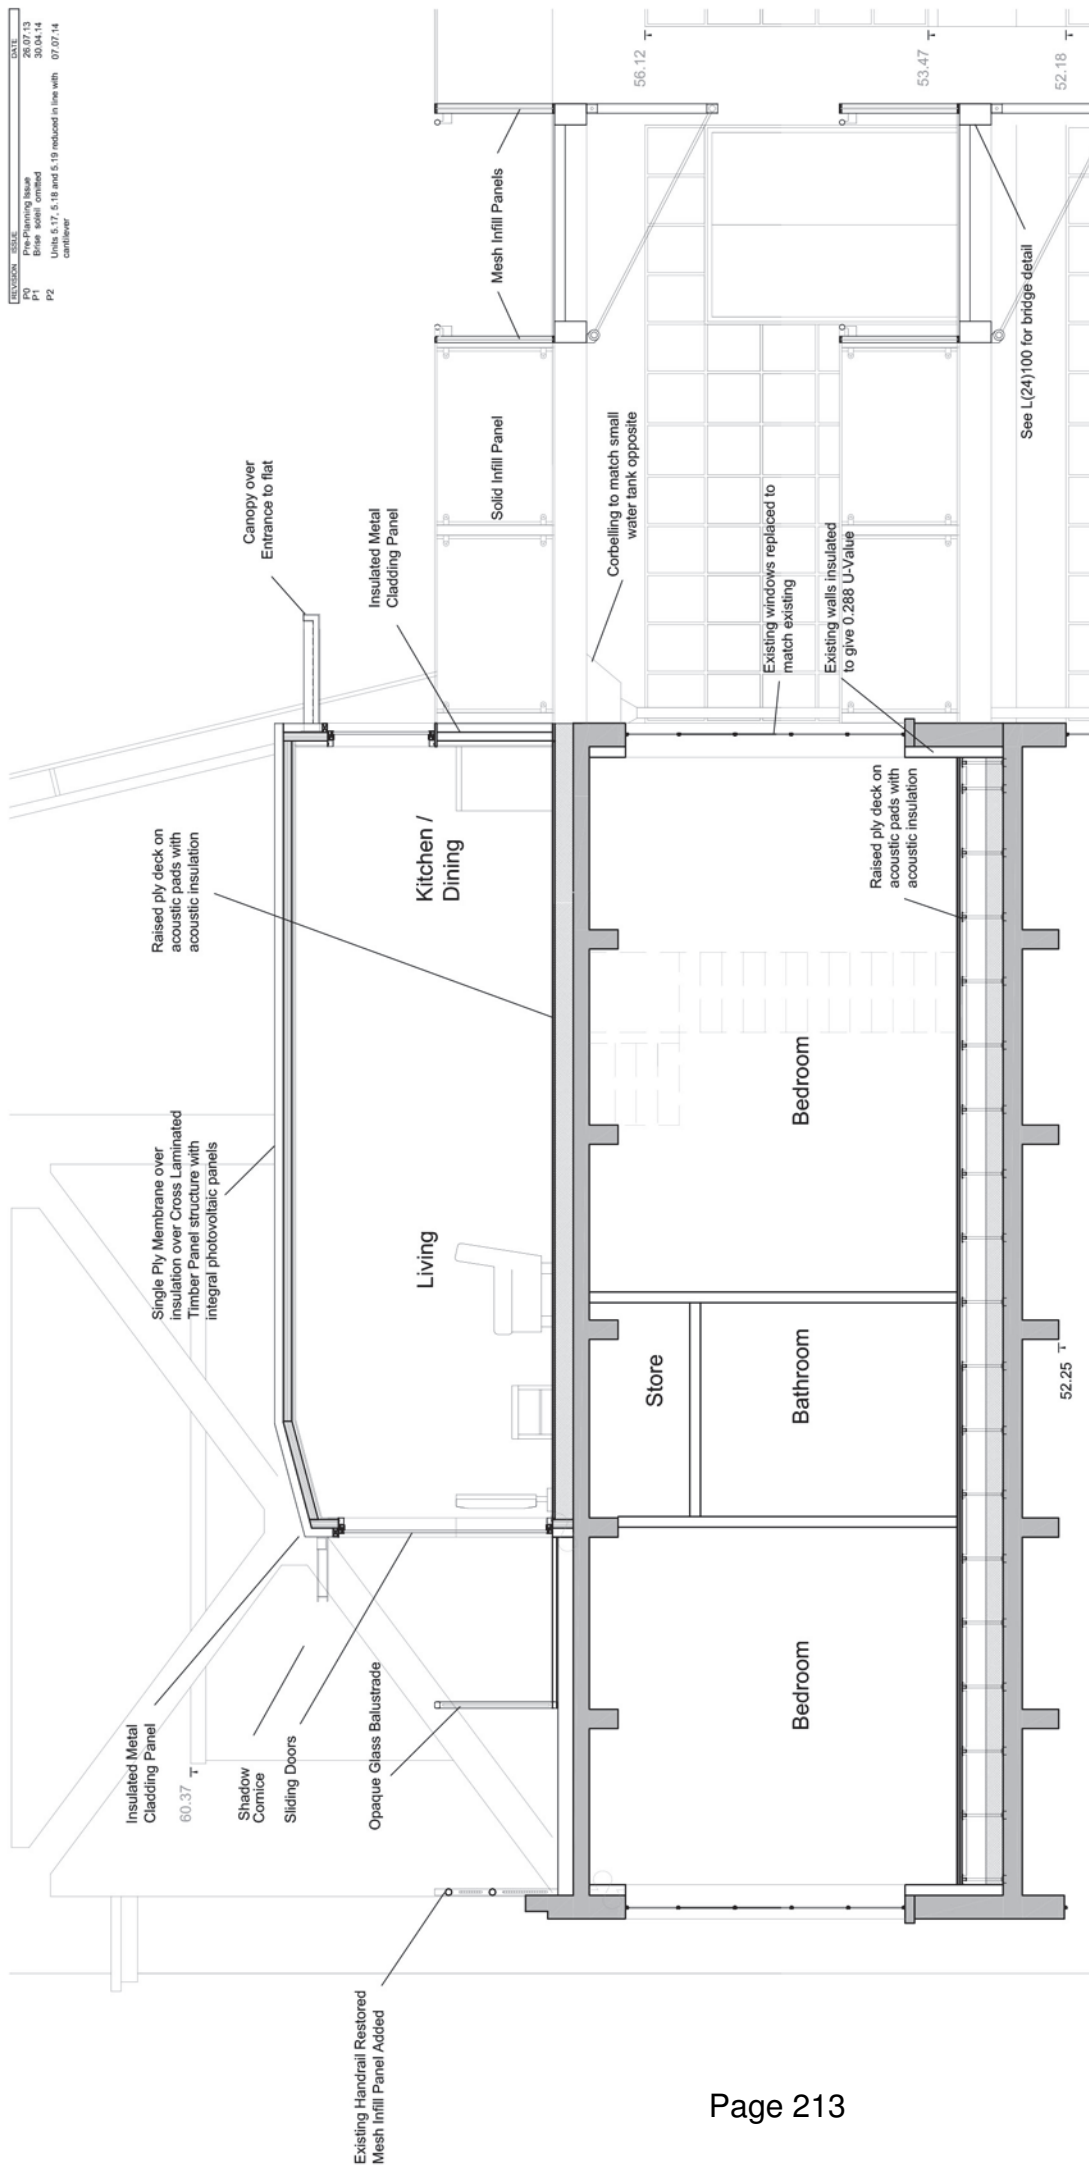 REVISION ISSUE DATE
P0 Pre-Planning Issue 26.07.13
P1 Brise soleil omitted 30.04.14
P2 Units 5.17, 5.18 and 5.19 reduced in line with 07.07.14
cantilever
Insulated Metal
Cladding Panel
60.37
Shadow
Cornice
Sliding Doors
Opaque Glass Balustrade
Existing Handrail Restored
Mesh Infill Panel Added
Single Ply Membrane over
insulation over Cross Laminated
Timber Panel structure with
integral photovoltaic panels
Raised ply deck on
acoustic pads with
acoustic insulation
Canopy over
Entrance to flat
Insulated Metal
Cladding Panel
Living
Kitchen /
Dining
Solid Infill Panel
Mesh Infill Panels
Corbelling to match small
water tank opposite
56.12
Existing windows replaced to
match existing
Existing walls insulated
to give 0.288 U-Value
Store
Bedroom
Bathroom
Bedroom
Raised ply deck on
acoustic pads with
acoustic insulation
53.47
See L(24)100 for bridge detail
52.18
52.25
Page 213